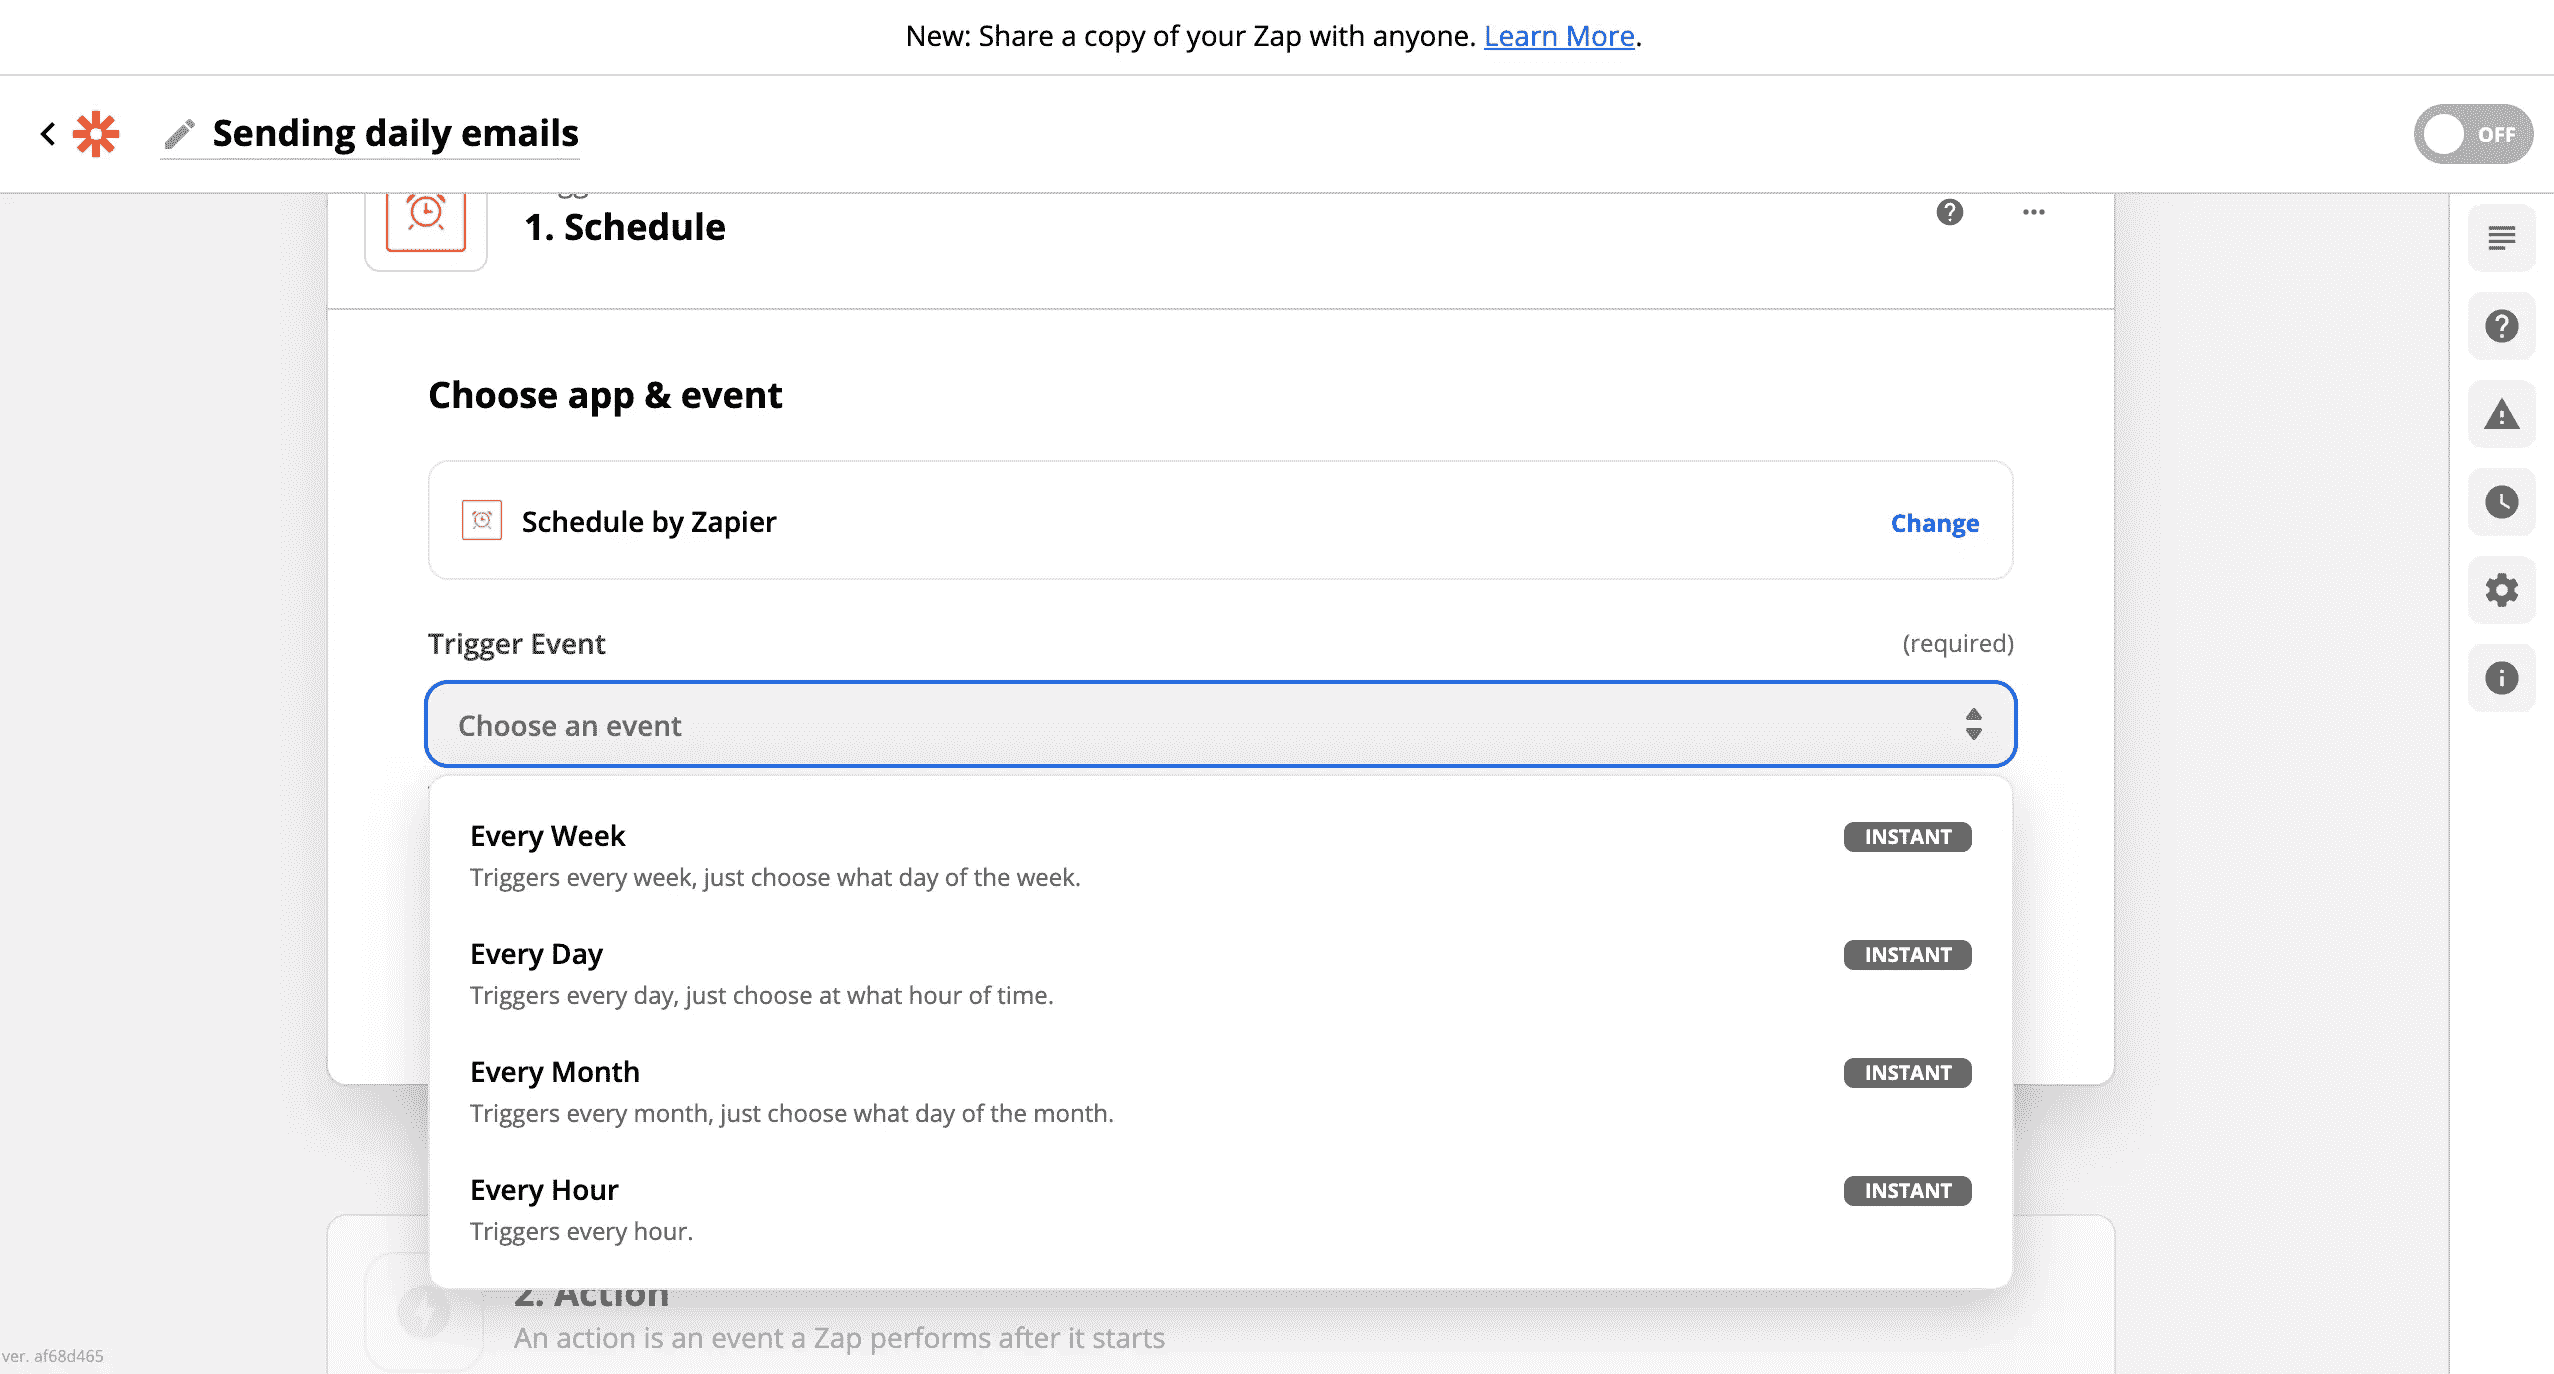 New: Share a copy of your Zap with anyone. Learn More.
Sending daily emails
OFF
1. Schedule
Choose app & event
Schedule by Zapier
Change
Trigger Event
(required)
Choose an event
Every Week
INSTANT
Triggers every week, just choose what day of the week.
Every Day
INSTANT
Triggers every day, just choose at what hour of time.
Every Month
INSTANT
Triggers every month, just choose what day of the month.
Every Hour
INSTANT
Triggers every hour.
2. Action
An action is an event a Zap performs after it starts
ver. af68d465